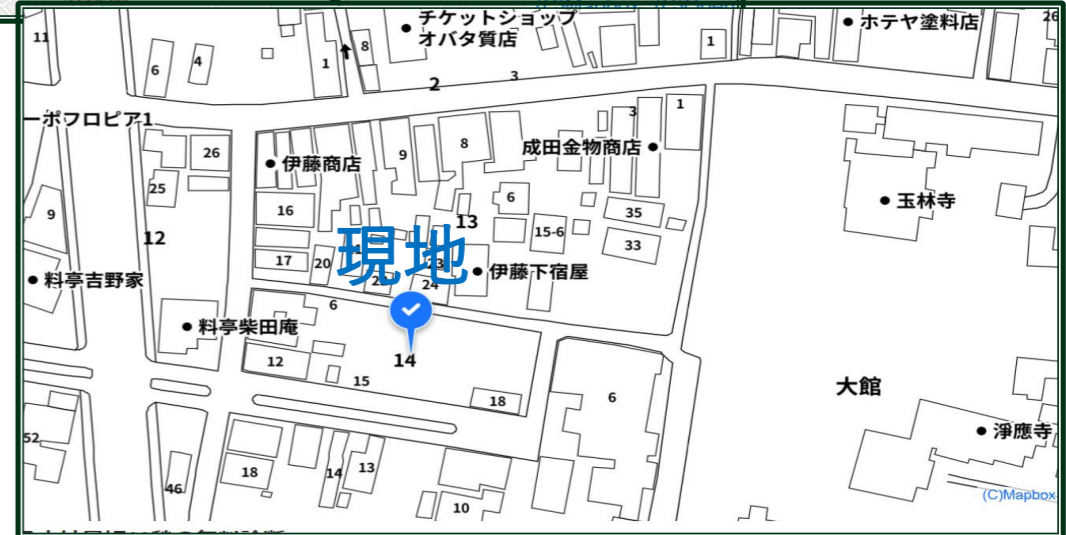 チケットショップ
オバタ質店
ホテヤ塗料店
26
11
6
4
1
8
1
2
3
ーポフロピア1
26
25
伊藤商店
9
8
成田金物商店
3
1
9
12
16
13
6
15-6
35
33
玉林寺
現地
17
20
23
24
伊藤下宿屋
料亭吉野家
6
料亭柴田庵
14
12
15
18
6
大館
52
18
14
13
46
10
淨應寺
(C)Mapbox